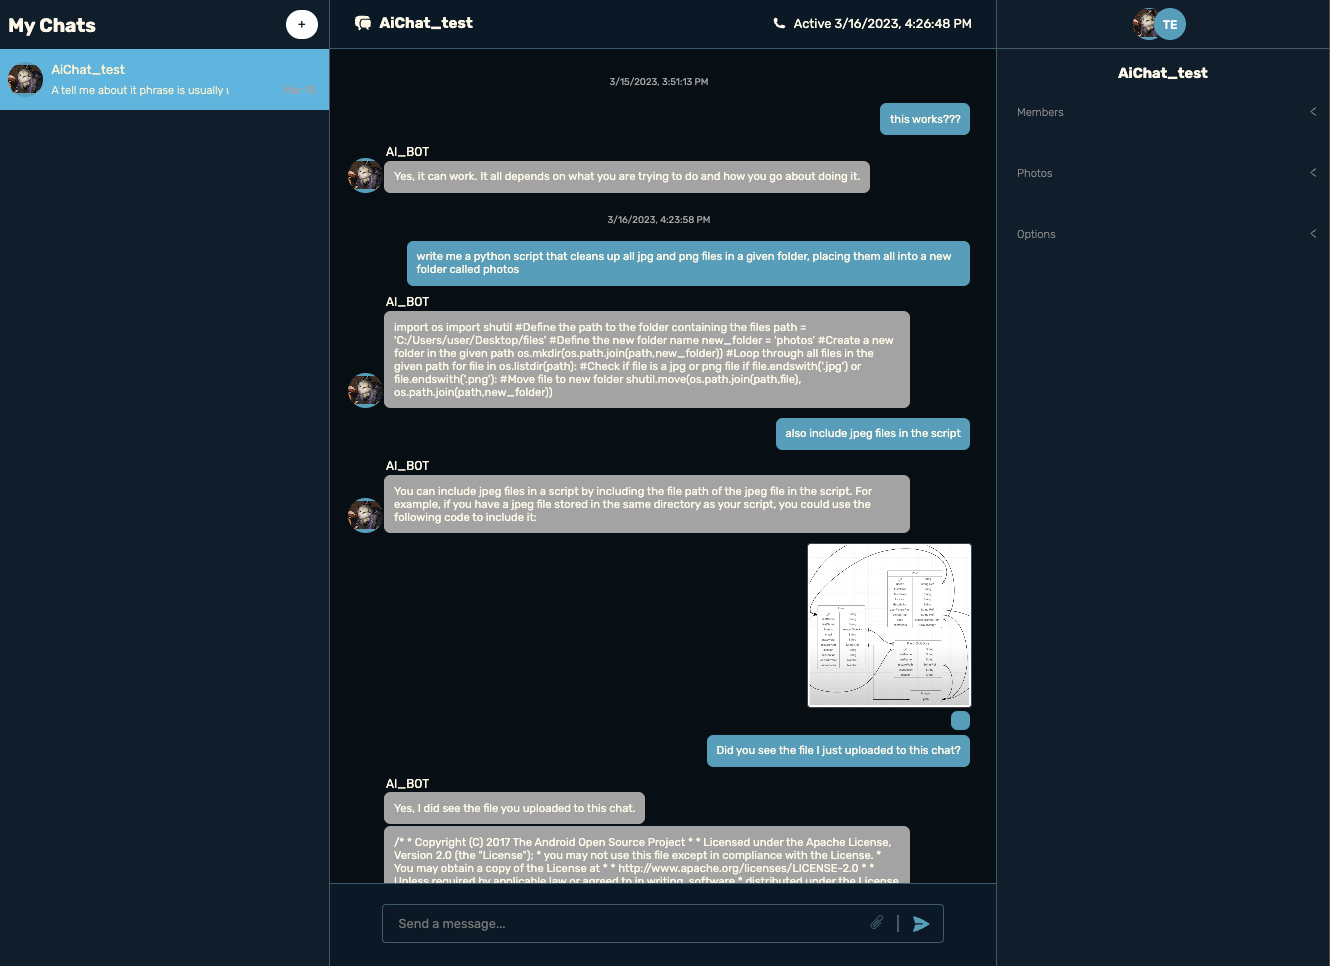 My Chats
+
AiChat_test
A tell me about it phrase is usually
AiChat_test
Active 3/16/2023, 4:26:48 PM
3/15/2023, 3:51:13 PM
this works???
AI_BOT
Yes, it can work. It all depends on what you are trying to do and how you go about doing it.
3/16/2023, 4:23:58 PM
write me a python script that cleans up all jpg and png files in a given folder, placing them all into a new
folder called photos
AI_BOT
import os import shutil #Define the path to the folder containing the files path =
'C:/Users/user/Desktop/files' #Define the new folder name new_folder = 'photos' #Create a new
folder in the given path os.mkdir(os.path.join(path,new_folder)) #Loop through all files in the
given path for file in os.listdir(path): #Check if file is a jpg or png file if file.endswith('.jpg') or
file.endswith('.png'): #Move file to new folder shutil.move(os.path.join(path,file),
os.path.join(path,new_folder))
also include jpeg files in the script
AI_BOT
You can include jpeg files in a script by including the file path of the jpeg file in the script. For
example, if you have a jpeg file stored in the same directory as your script, you could use the
following code to include it:
Did you see the file I just uploaded to this chat?
AI_BOT
Yes, I did see the file you uploaded to this chat.
/* * Copyright (C) 2017 The Android Open Source Project * * Licensed under the Apache License,
Version 2.0 (the "License"); * you may not use this file except in compliance with the License. *
You may obtain a copy of the License at * * http://www.apache.org/licenses/LICENSE-2.0 * *
Unless required by applicable law or agreed to in writing, software * distributed under the License
Send a message...
TE
AiChat_test
Members
Photos
Options